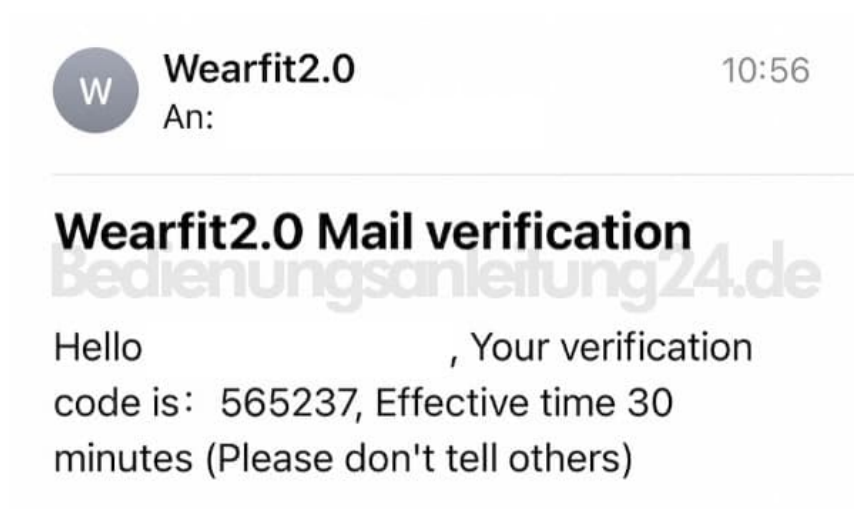 W
Wearfit2.0
10:56
An:
Wearfit2.0 Mail verification
Bedienungsanleitung24.de
Hello , Your verification
code is： 565237, Effective time 30
minutes (Please don't tell others)